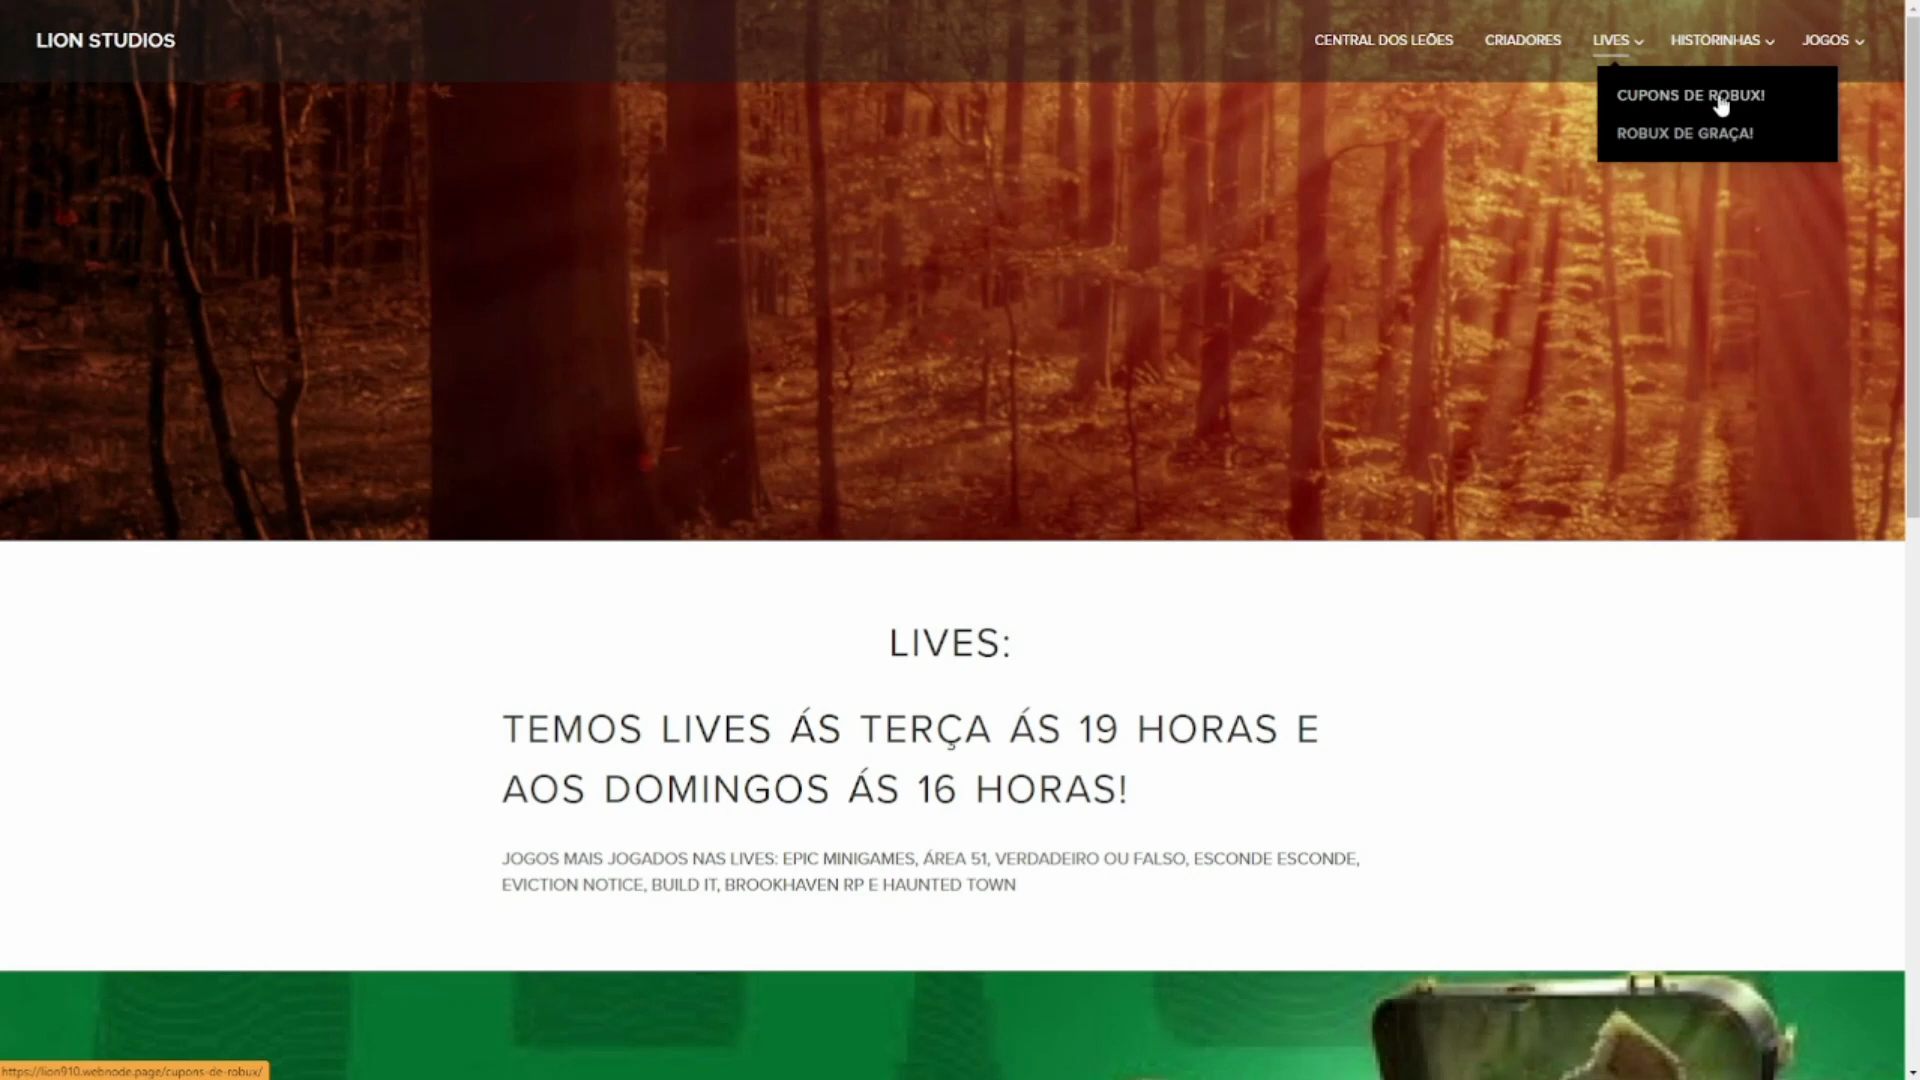 LION STUDIOS
CENTRAL DOS LEÕES
CRIADORES
LIVES
HISTORINHAS
JOGOS
CUPONS DE ROBUX!
ROBUX DE GRAÇA!
LIVES:
TEMOS LIVES ÁS TERÇA ÁS 19 HORAS E
AOS DOMINGOS ÁS 16 HORAS!
JOGOS MAIS JOGADOS NAS LIVES: EPIC MINIGAMES, ÁREA 51, VERDADEIRO OU FALSO, ESCONDE ESCONDE,
EVICTION NOTICE, BUILD IT, BROOKHAVEN RP E HAUNTED TOWN
https://lion910.webnode.page/cupons-de-robux/